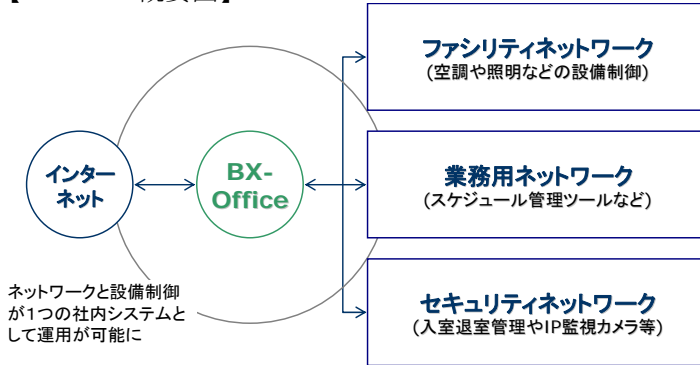 ファシリティネットワーク
(空調や照明などの設備制御)
インター
ネット
BX-
Office
業務用ネットワーク
(スケジュール管理ツールなど)
ネットワークと設備制御
が1つの社内システムと
して運用が可能に
セキュリティネットワーク
(入室退室管理やIP監視カメラ等)